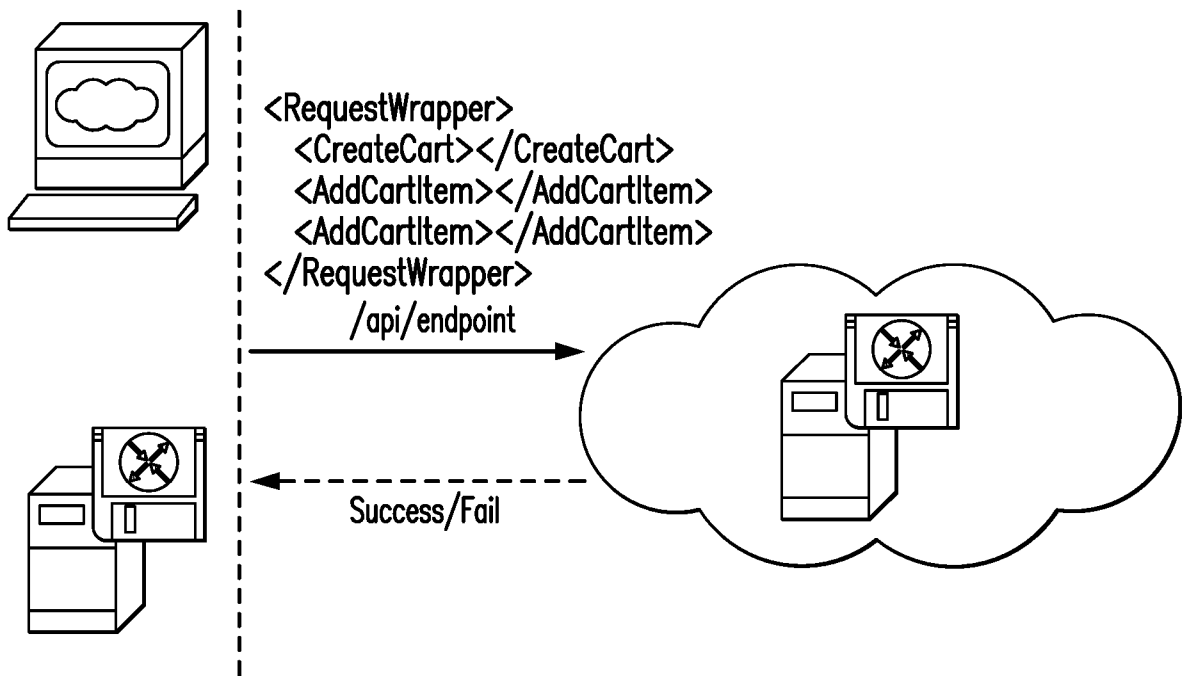 <RequestWrapper>
<CreateCart></CreateCart>
<AddCartItem></AddCartItem>
<AddCartItem></AddCartItem>
</RequestWrapper>
/api/endpoint
Success/Fail